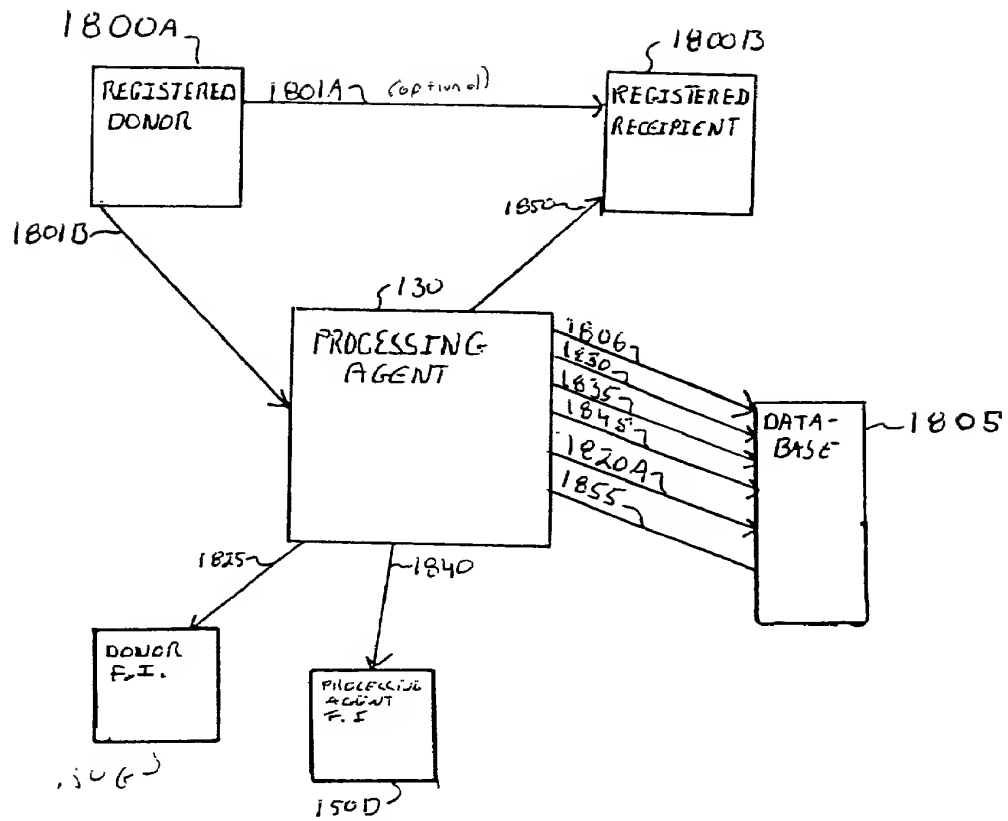 1800A
1800B
REGISTERED
DONOR
1801A (optional)
REGISTERED
RECEIPIENT
1801B
1850
130
PROCESSING
AGENT
1806
1830
1835
1845
1820A
1855
DATA-
BASE
1805
1825
1840
DONOR
F.I.
PROCESSING
AGENT
F.I
150D